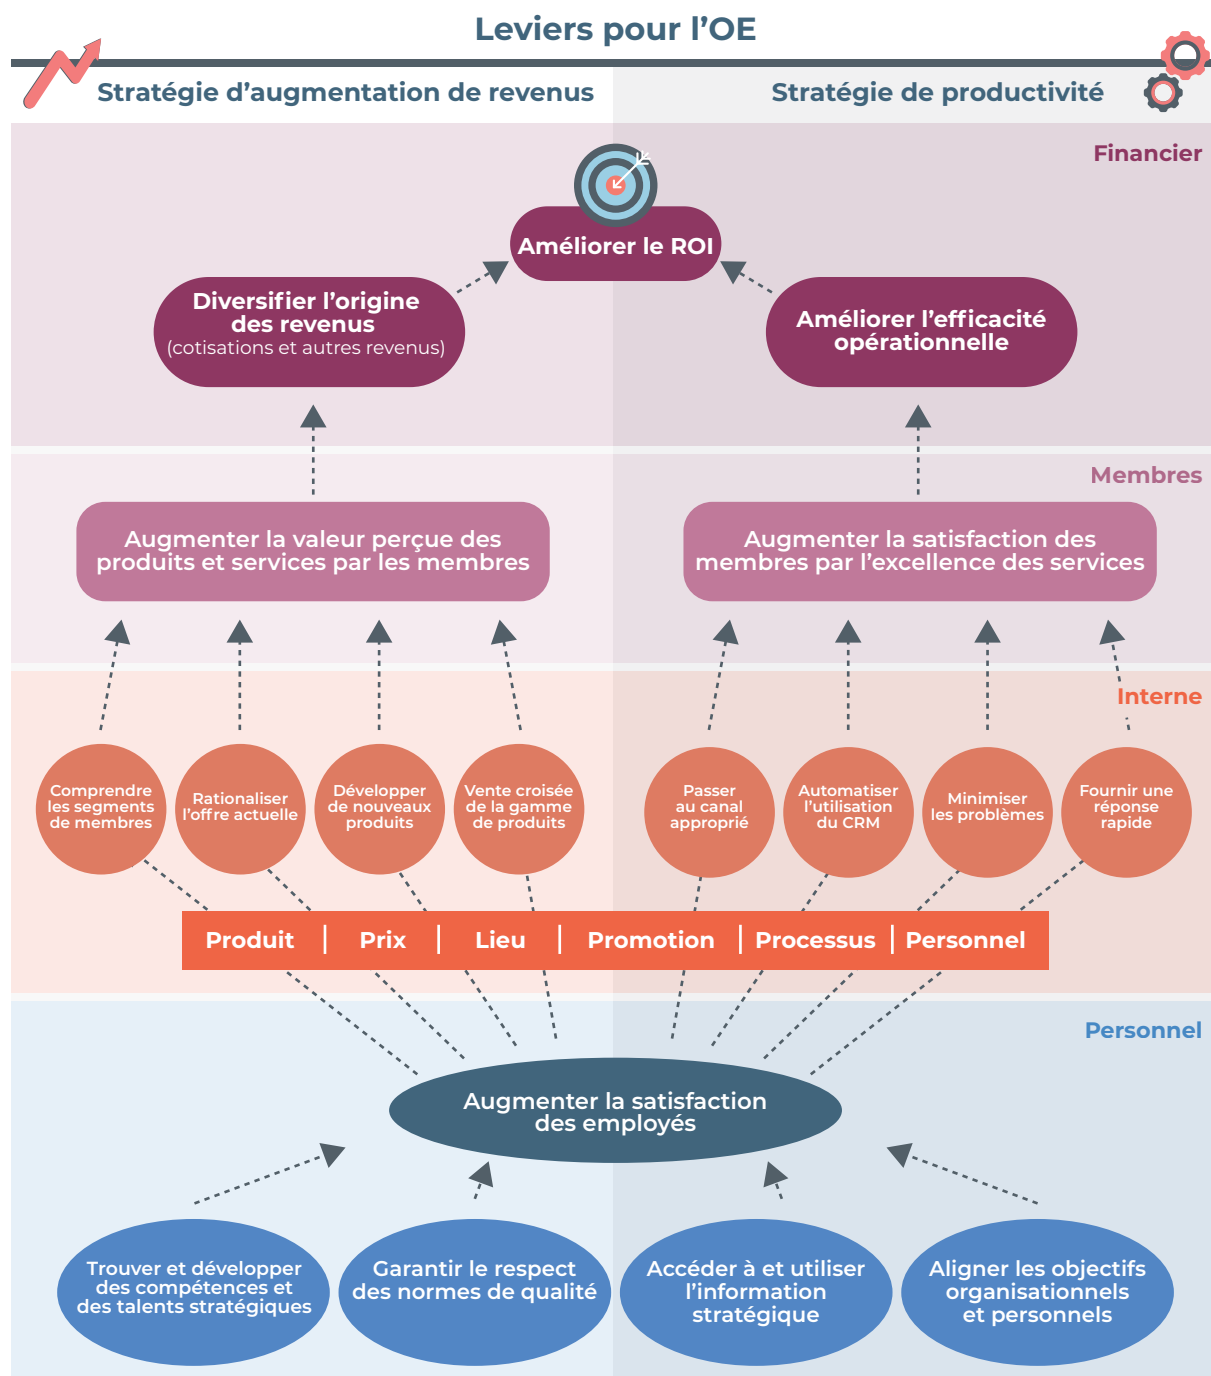 Leviers pour l’OE
Stratégie d’augmentation de revenus
Stratégie de productivité
Financier
Améliorer le ROI
Diversifier l’origine
des revenus
(cotisations et autres revenus)
Améliorer l’efficacité
opérationnelle
Membres
Augmenter la valeur perçue des
produits et services par les membres
Augmenter la satisfaction des
membres par l’excellence des services
Interne
Comprendre
les segments
de membres
Rationaliser
l’offre actuelle
Développer
de nouveaux
produits
Vente croisée
de la gamme
de produits
Passer
au canal
approprié
Automatiser
l’utilisation
du CRM
Minimiser
les problèmes
Fournir une
réponse
rapide
Produit | Prix | Lieu | Promotion | Processus | Personnel
Personnel
Augmenter la satisfaction
des employés
Trouver et développer
des compétences et
des talents stratégiques
Garantir le respect
des normes de qualité
Accéder à et utiliser
l’information
stratégique
Aligner les objectifs
organisationnels
et personnels